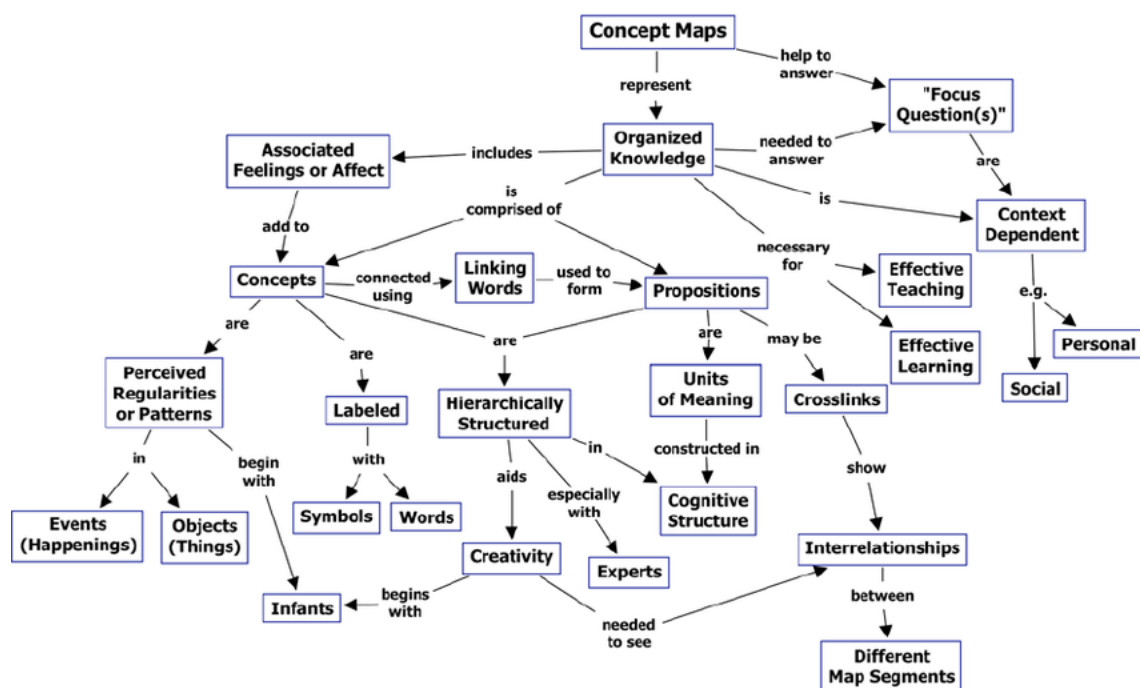 Concept Maps
help to
answer
represent
"Focus
Question(s)"
Organized
Knowledge
needed to
answer
Associated
Feelings or Affect
includes
are
is
comprised of
is
Context
Dependent
add to
necessary
for
Concepts
connected
using
Linking
Words
used to
form
Propositions
Effective
Teaching
e.g.
are
are
are
are
may be
Effective
Learning
Personal
Social
Perceived
Regularities
or Patterns
Labeled
Hierarchically
Structured
Units
of Meaning
Crosslinks
in
begin
with
with
in
constructed in
show
aids
especially
with
Events
(Happenings)
Objects
(Things)
Symbols
Words
Cognitive
Structure
Creativity
Experts
Interrelationships
Infants
begins
with
needed
to see
between
Different
Map Segments